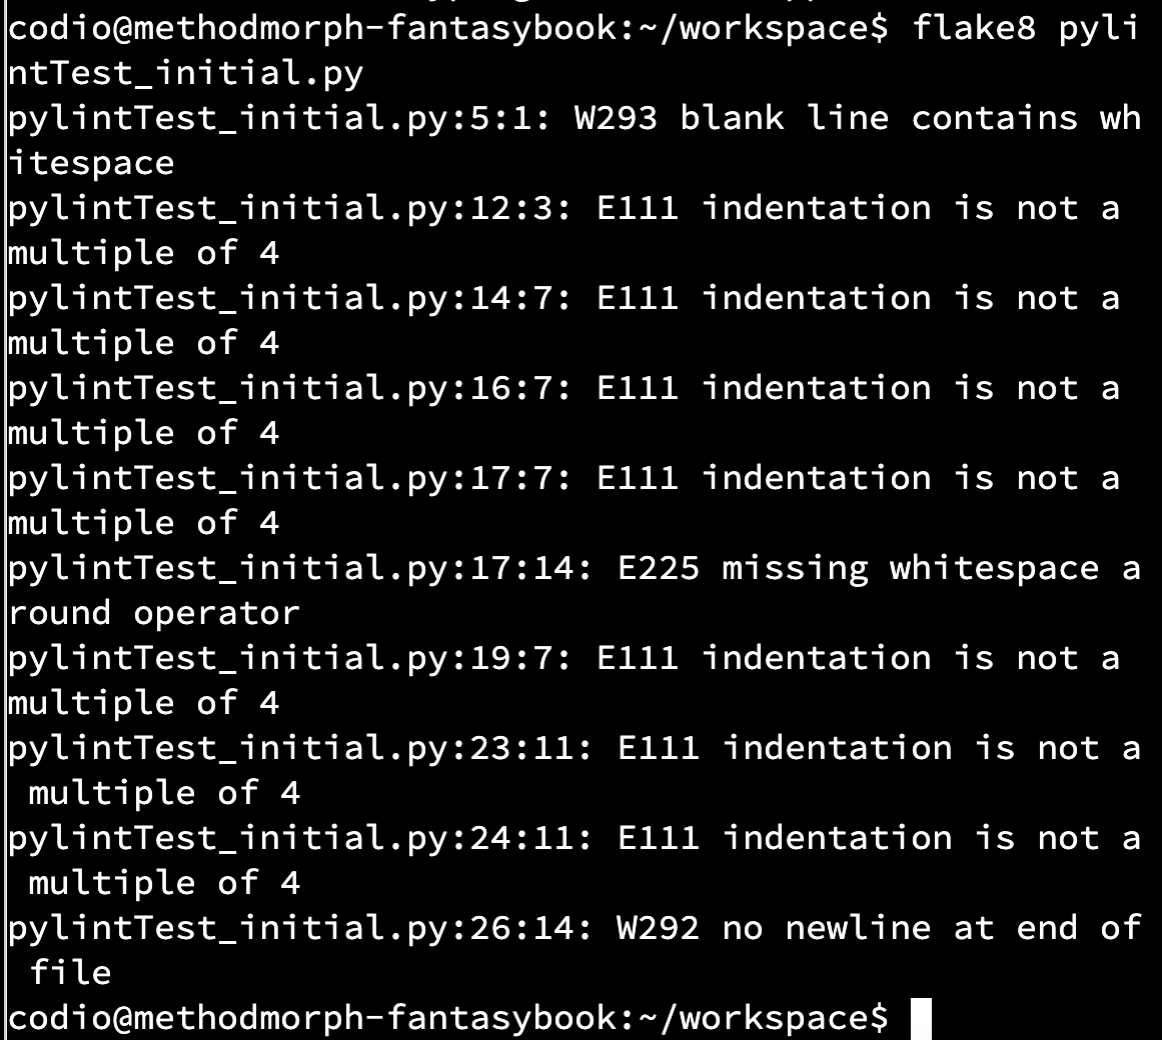 codio@methodmorph-fantasybook:~/workspace$ flake8 pyli
ntTest_initial.py
pylintTest_initial.py:5:1: W293 blank line contains wh
itespace
pylintTest_initial.py:12:3: E111 indentation is not a
multiple of 4
pylintTest_initial.py:14:7: E111 indentation is not a
multiple of 4
pylintTest_initial.py:16:7: E111 indentation is not a
multiple of 4
pylintTest_initial.py:17:7: E111 indentation is not a
multiple of 4
pylintTest_initial.py:17:14: E225 missing whitespace a
round operator
pylintTest_initial.py:19:7: E111 indentation is not a
multiple of 4
pylintTest_initial.py:23:11: E111 indentation is not a
 multiple of 4
pylintTest_initial.py:24:11: E111 indentation is not a
 multiple of 4
pylintTest_initial.py:26:14: W292 no newline at end of
 file
codio@methodmorph-fantasybook:~/workspace$